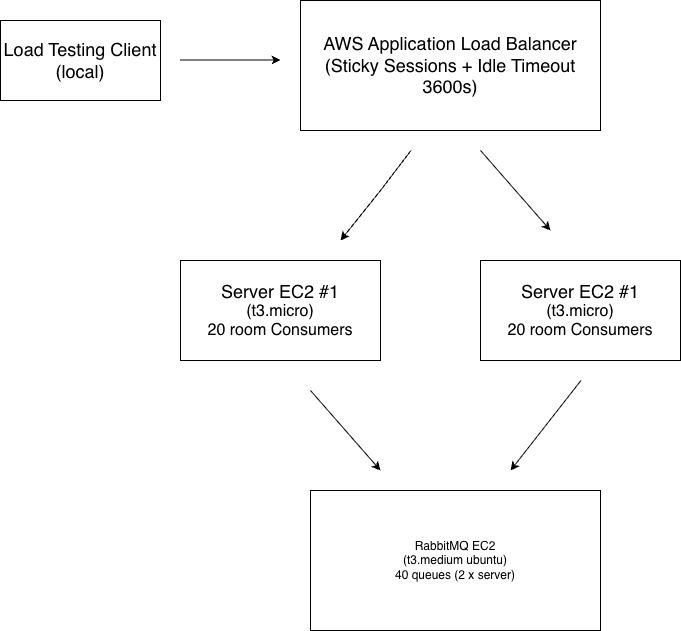 Load Testing Client
(local)
AWS Application Load Balancer
(Sticky Sessions + Idle Timeout
3600s)
Server EC2 #1
(t3.micro)
20 room Consumers
Server EC2 #1
(t3.micro)
20 room Consumers
RabbitMQ EC2
(t3.medium ubuntu)
40 queues (2 x server)